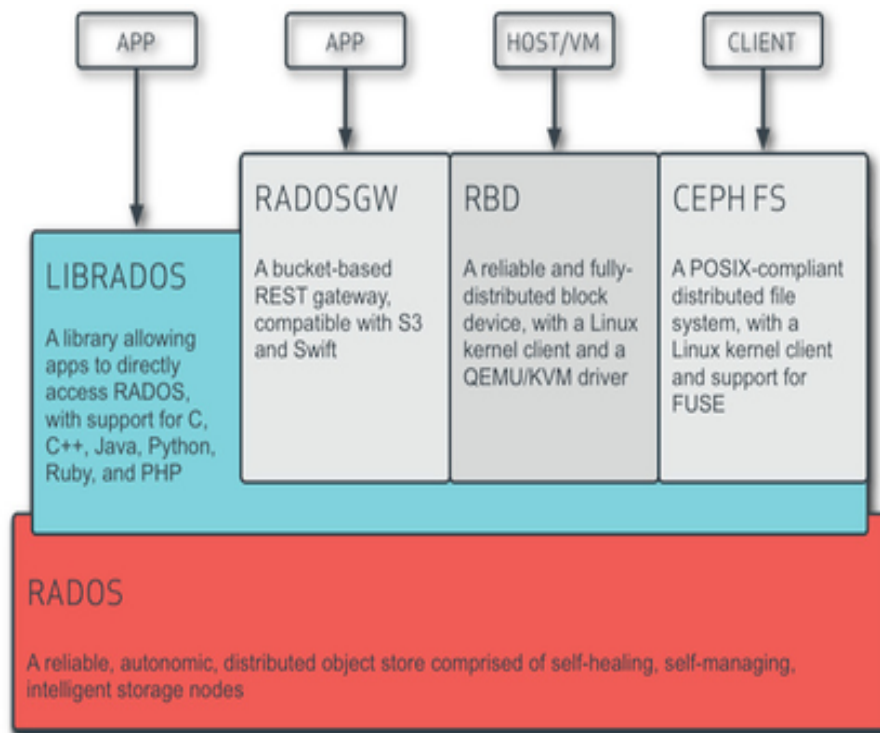 APP
APP
HOST/VM
CLIENT
LIBRADOS
A library allowing
apps to directly
access RADOS,
with support for C,
C++, Java, Python,
Ruby, and PHP
RADOSGW
A bucket-based
REST gateway,
compatible with S3
and Swift
RBD
A reliable and fully-
distributed block
device, with a Linux
kernel client and a
QEMU/KVM driver
CEPH FS
A POSIX-compliant
distributed file
system, with a
Linux kernel client
and support for
FUSE
RADOS
A reliable, autonomic, distributed object store comprised of self-healing, self-managing,
intelligent storage nodes